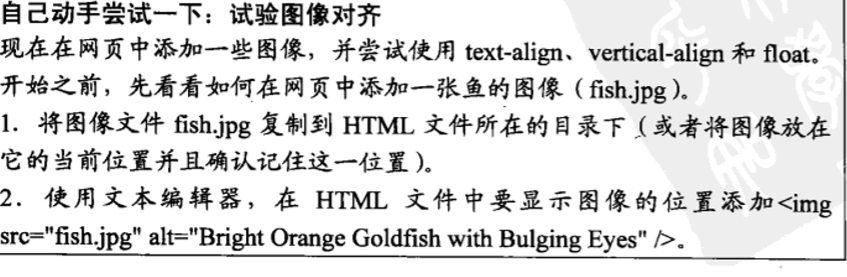 自己动手尝试一下：试验图像对齐
现在在网页中添加一些图像，并尝试使用 text-align、vertical-align 和 float。
开始之前，先看看如何在网页中添加一张鱼的图像（fish.jpg）。
1．将图像文件 fish.jpg 复制到 HTML 文件所在的目录下（或者将图像放在
它的当前位置并且确认记住这一位置）。
2．使用文本编辑器，在 HTML 文件中要显示图像的位置添加<img
src="fish.jpg" alt="Bright Orange Goldfish with Bulging Eyes" />。